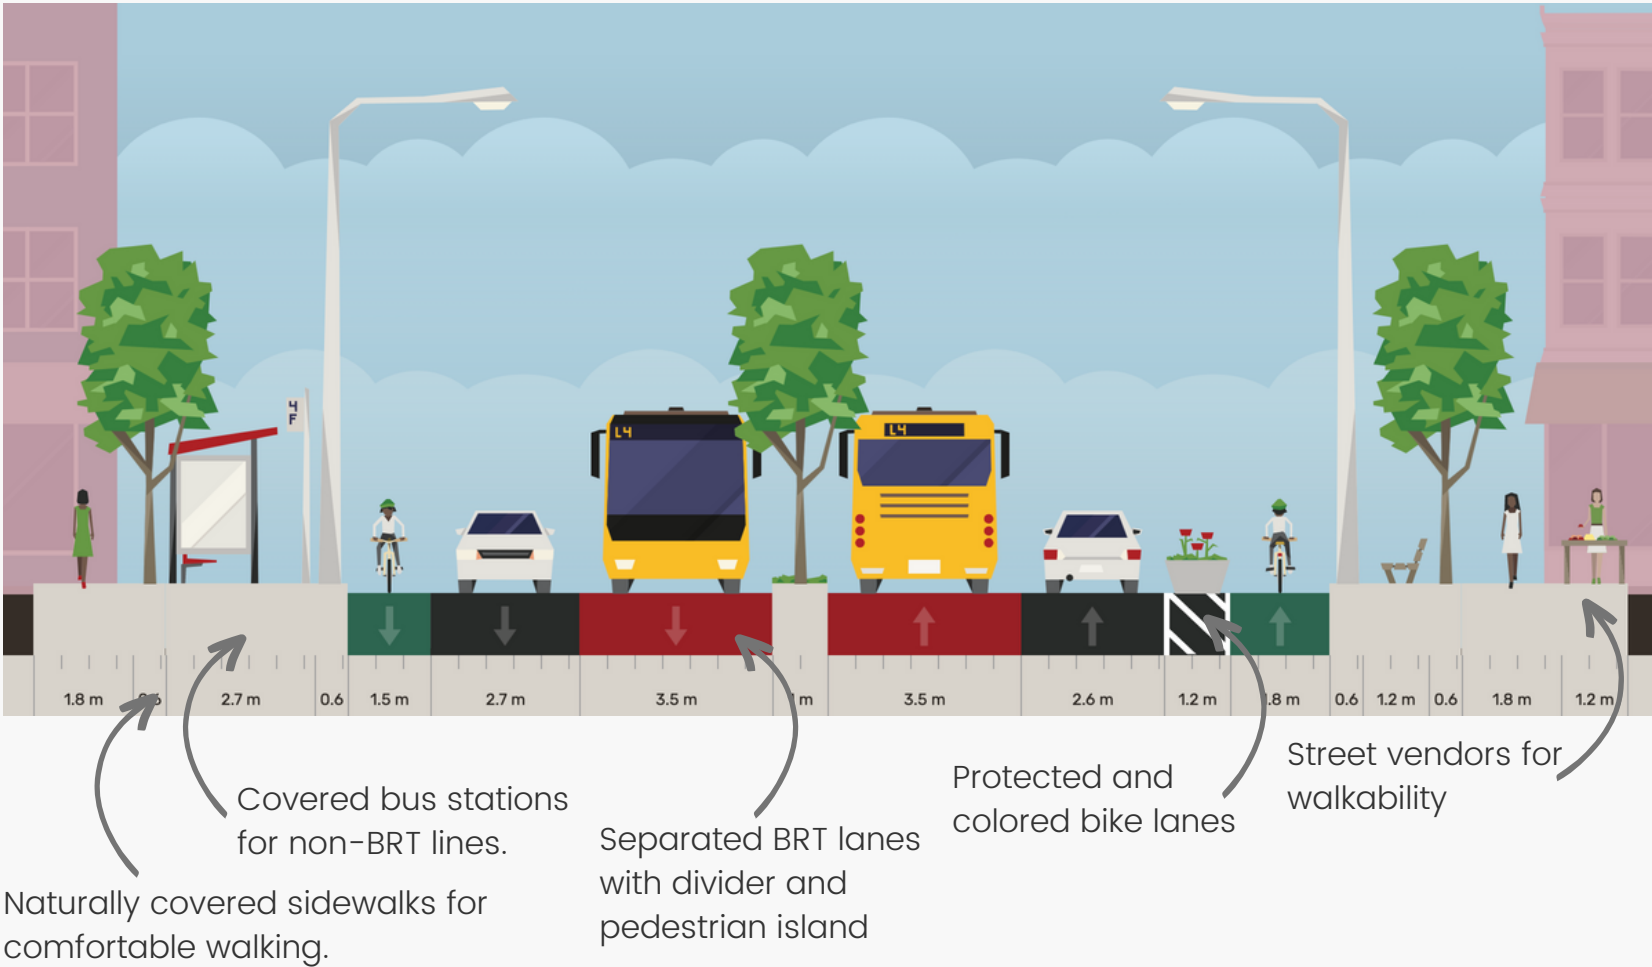 4
F
L4
L4
1.8 m
2.7 m
0.6
1.5 m
2.7 m
3.5 m
m
3.5 m
2.6 m
1.2 m
.8 m
0.6
1.2 m
0.6
1.8 m
1.2 m
Covered bus stations
for non-BRT lines.
Naturally covered sidewalks for
comfortable walking.
Separated BRT lanes
with divider and
pedestrian island
Protected and
colored bike lanes
Street vendors for
walkability